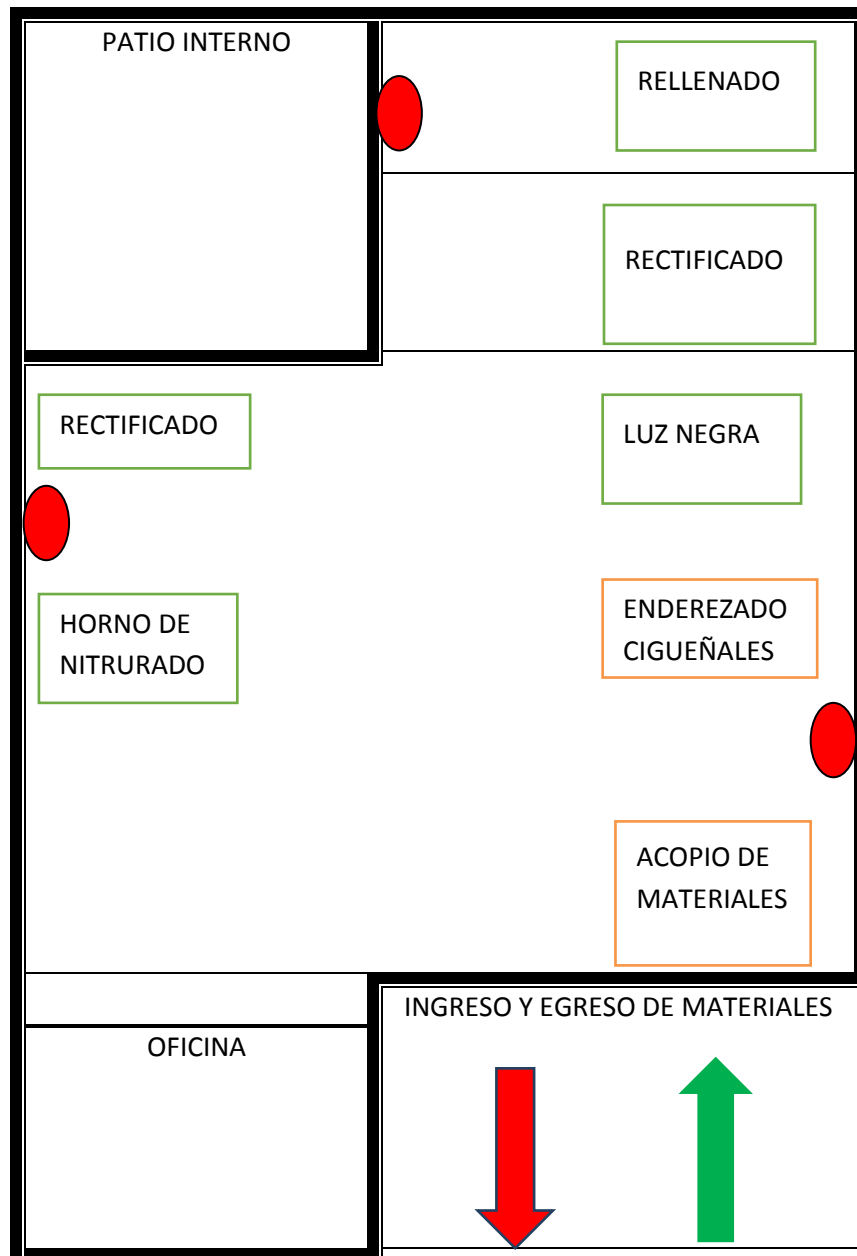 PATIO INTERNO
RELLENADO
RECTIFICADO
RECTIFICADO
LUZ NEGRA
HORNO DE
NITRURADO
ENDEREZADO
CIGUEÑALES
ACOPIO DE
MATERIALES
INGRESO Y EGRESO DE MATERIALES
OFICINA